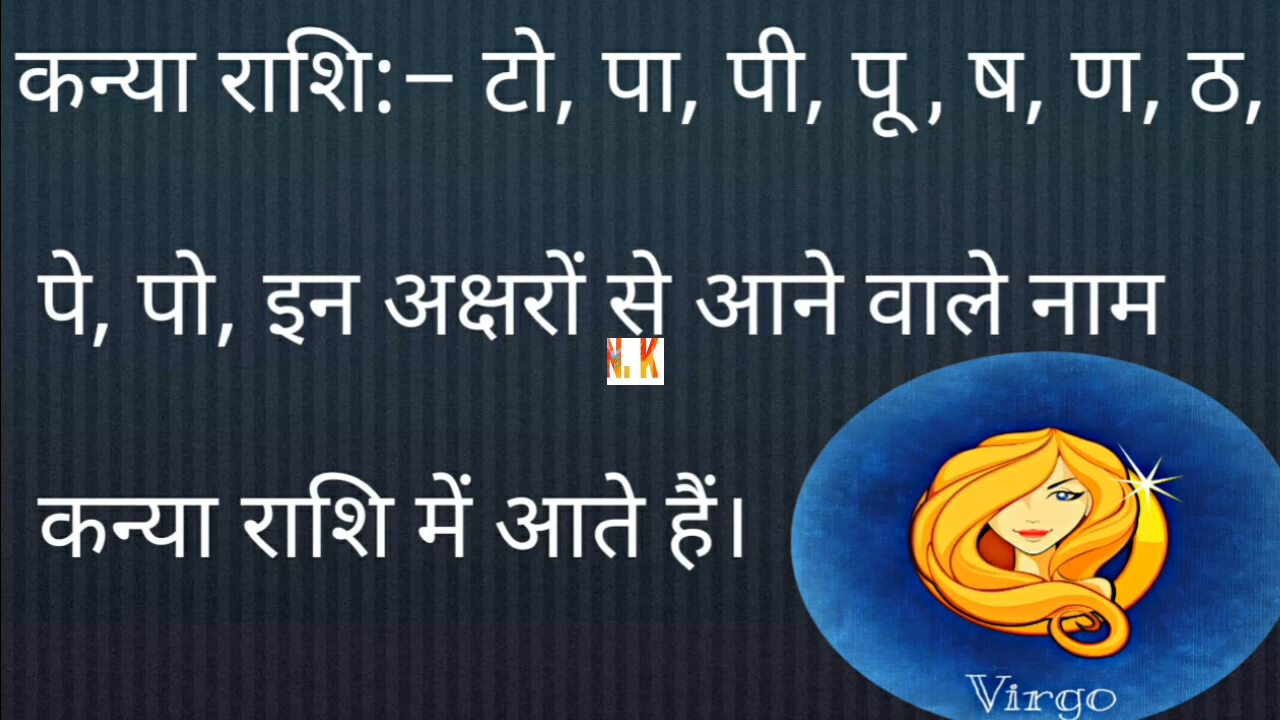 कन्या राशि:– टो, पा, पी, पू , ष, ण, ठ,
पे, पो, इन अक्षरों से आने वाले नाम
N. K
कन्या राशि में आते हैं।
Virgo